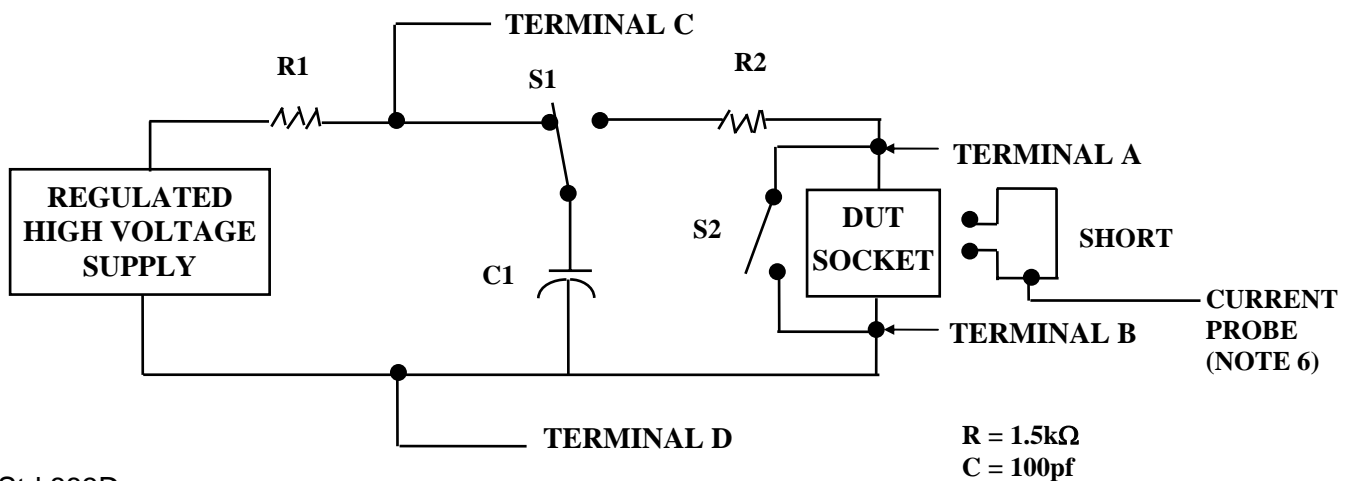 TERMINAL C
R1
S1
R2
TERMINAL A
REGULATED
HIGH VOLTAGE
SUPPLY
C1
S2
DUT
SOCKET
SHORT
CURRENT
PROBE
(NOTE 6)
TERMINAL B
TERMINAL D
R = 1.5kΩ
C = 100pf